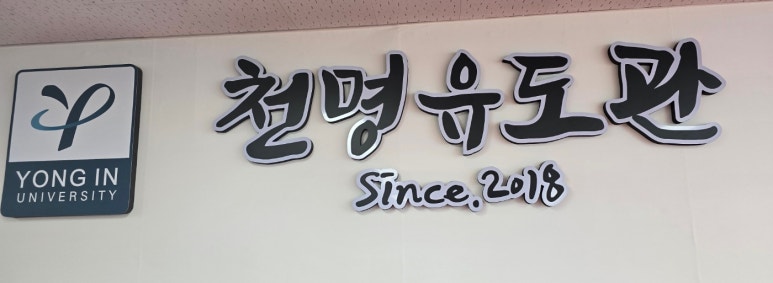 YONG IN
UNIVERSITY
천명유도관
Since.2018